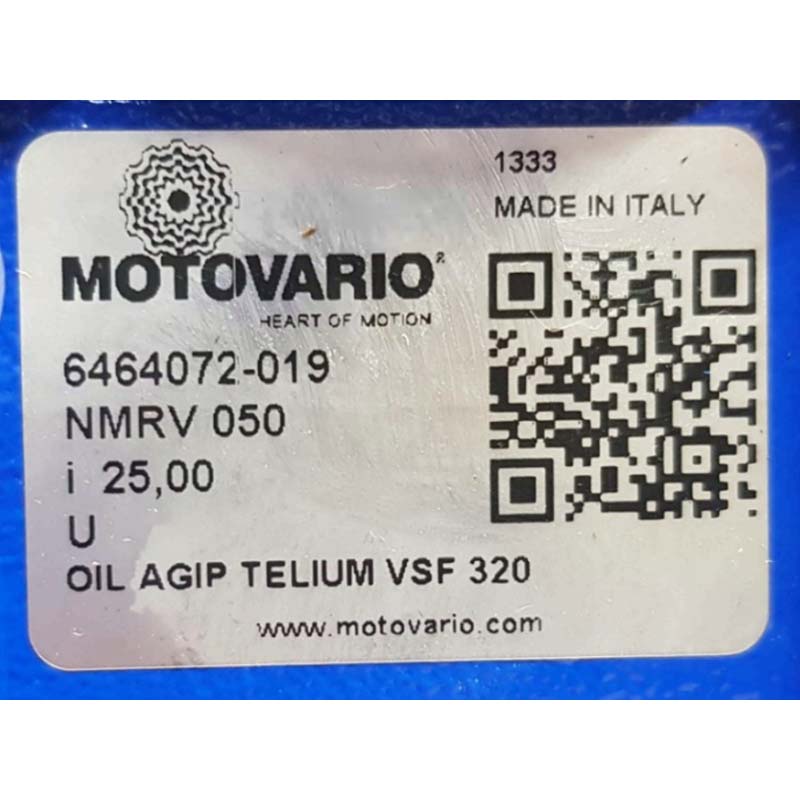 1333
MADE IN ITALY
MOTOVARIO®
HEART OF MOTION
6464072-019
NMRV 050
i 25,00
U
OIL AGIP TELIUM VSF 320
www.motovario.com